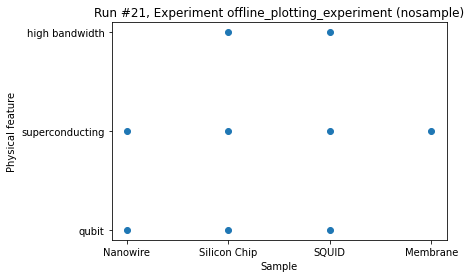 Run #21, Experiment offline_plotting_experiment (nosample)
high bandwidth
superconducting
qubit
Physical feature
Nanowire Silicon Chip SQUID Membrane
Sample